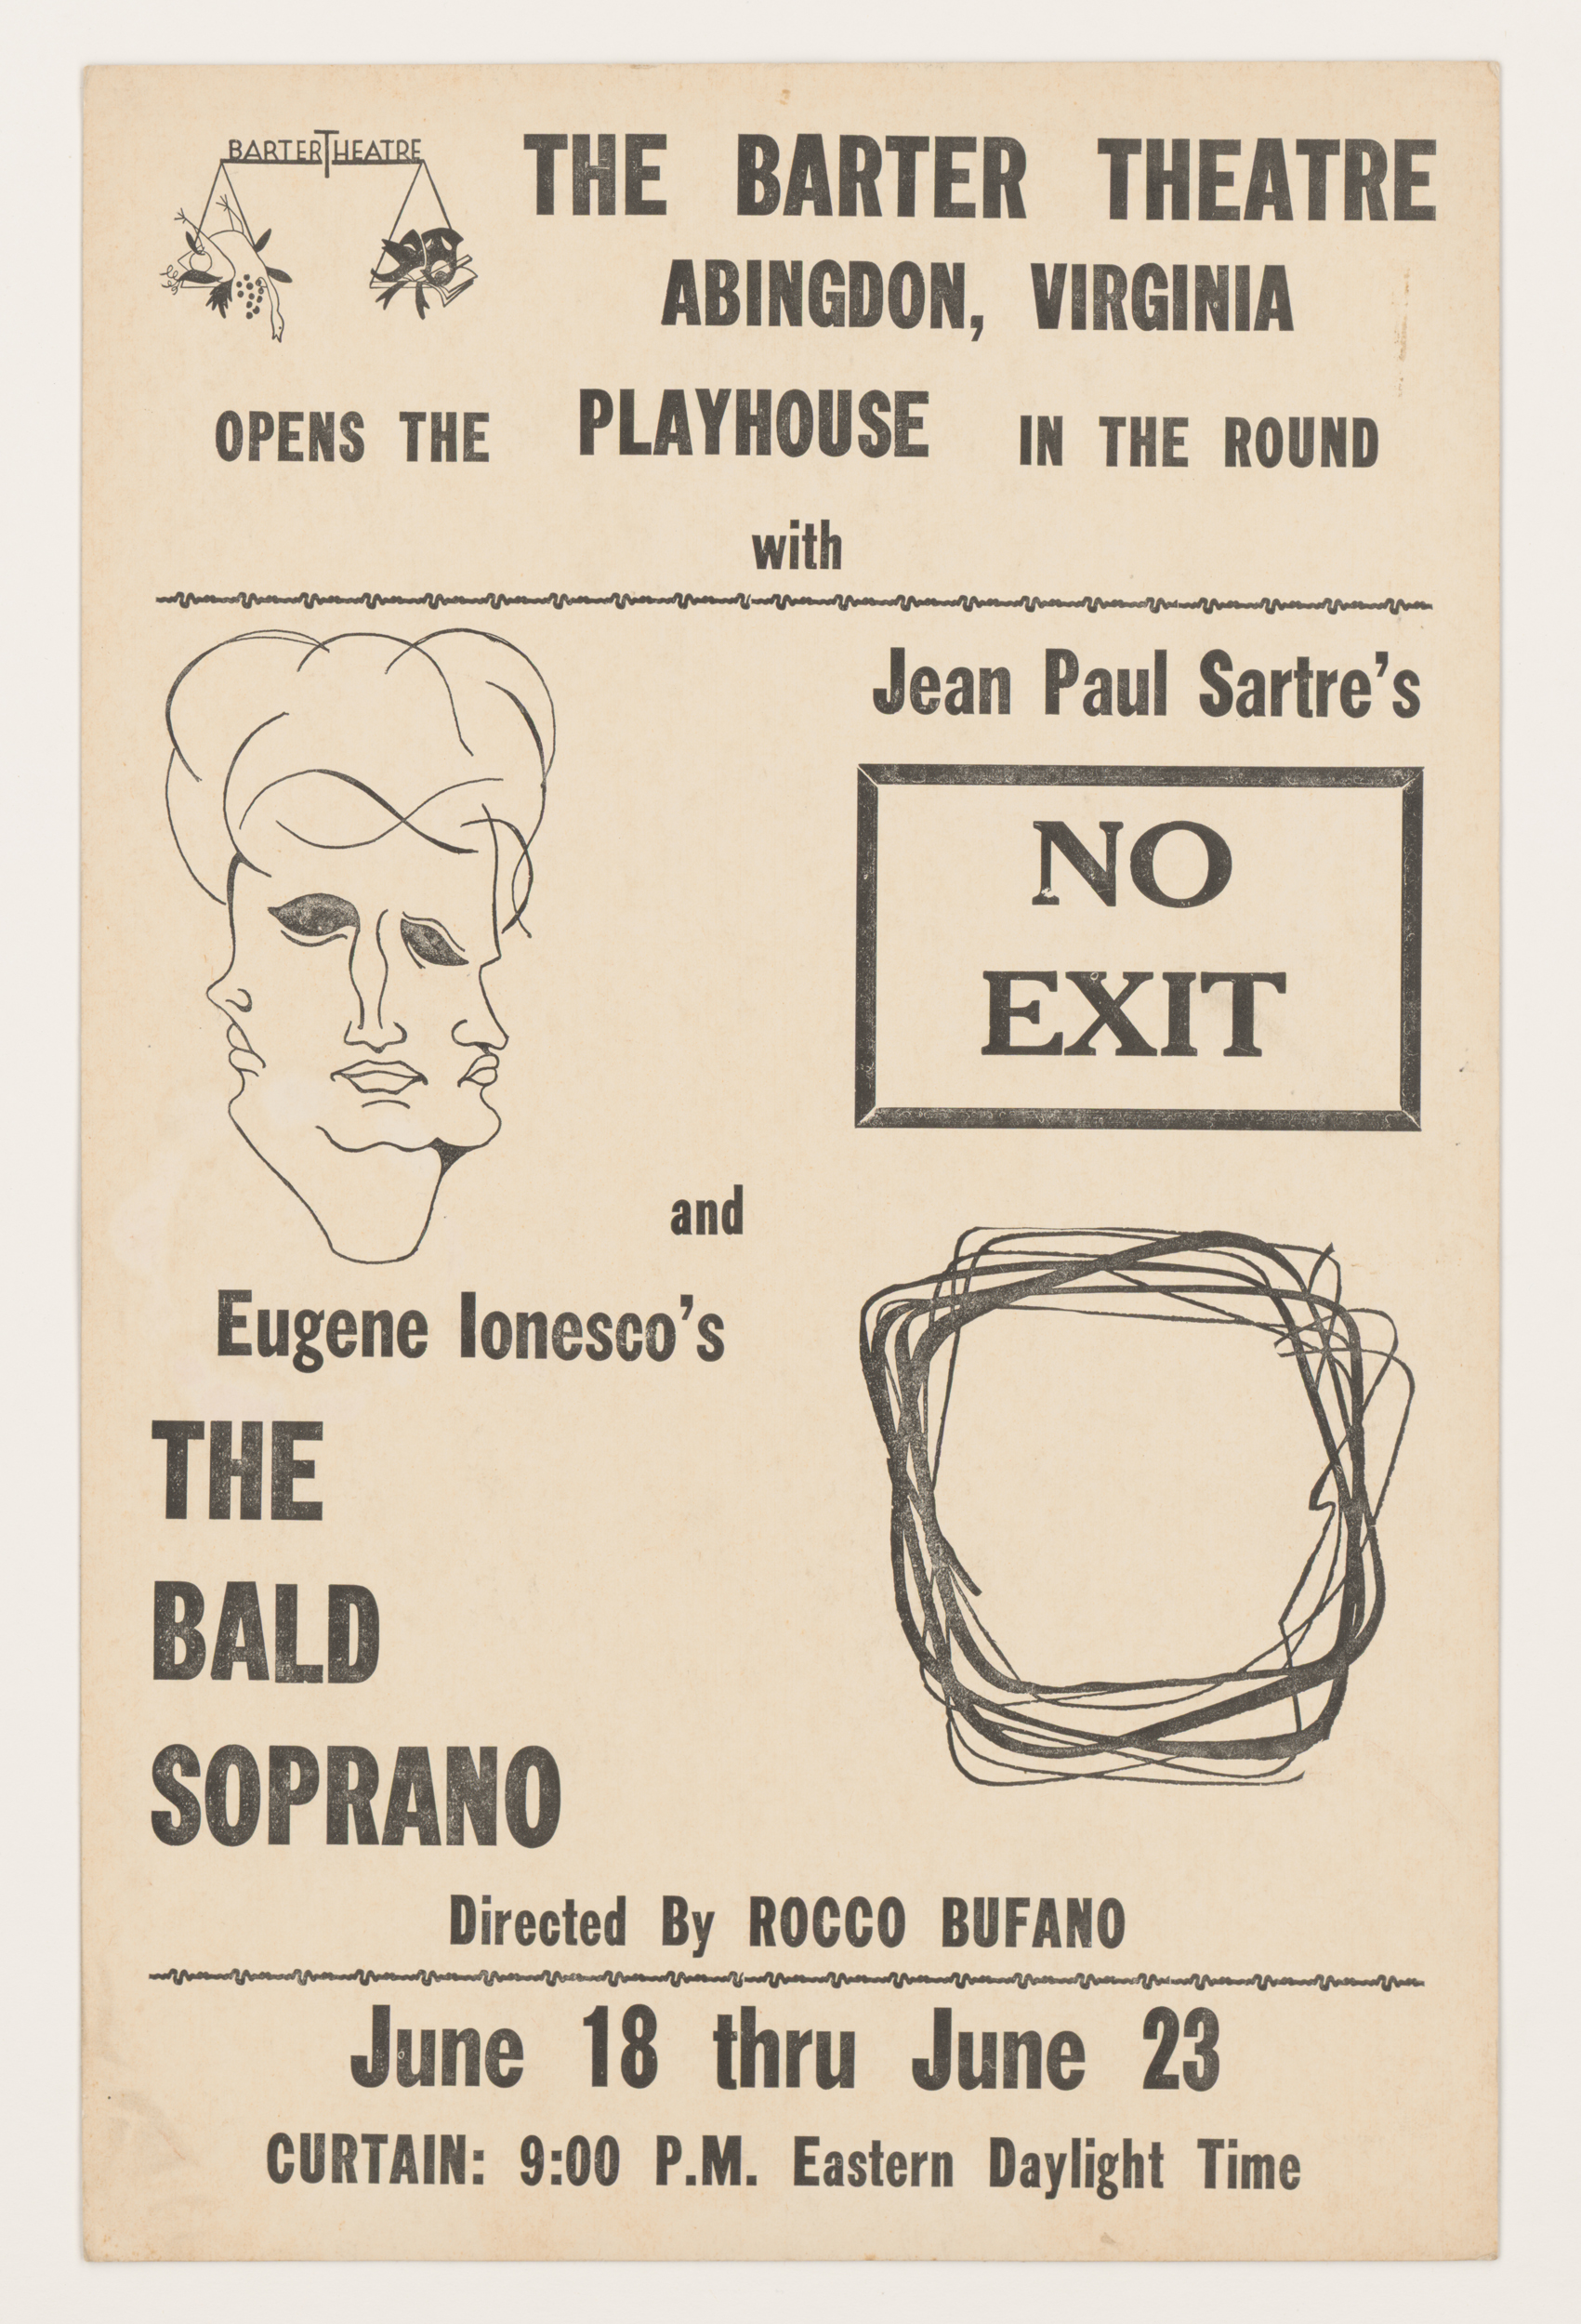 BARTER THEATRE
THE BARTER THEATRE
ABINGDON, VIRGINIA
OPENS THE PLAYHOUSE IN THE ROUND
with
Jean Paul Sartre's
NO
EXIT
and
Eugene Ionesco's
THE
BALD
SOPRANO
Directed By ROCCO BUFANO
June 18 thru June 23
CURTAIN: 9:00 P.M. Eastern Daylight Time